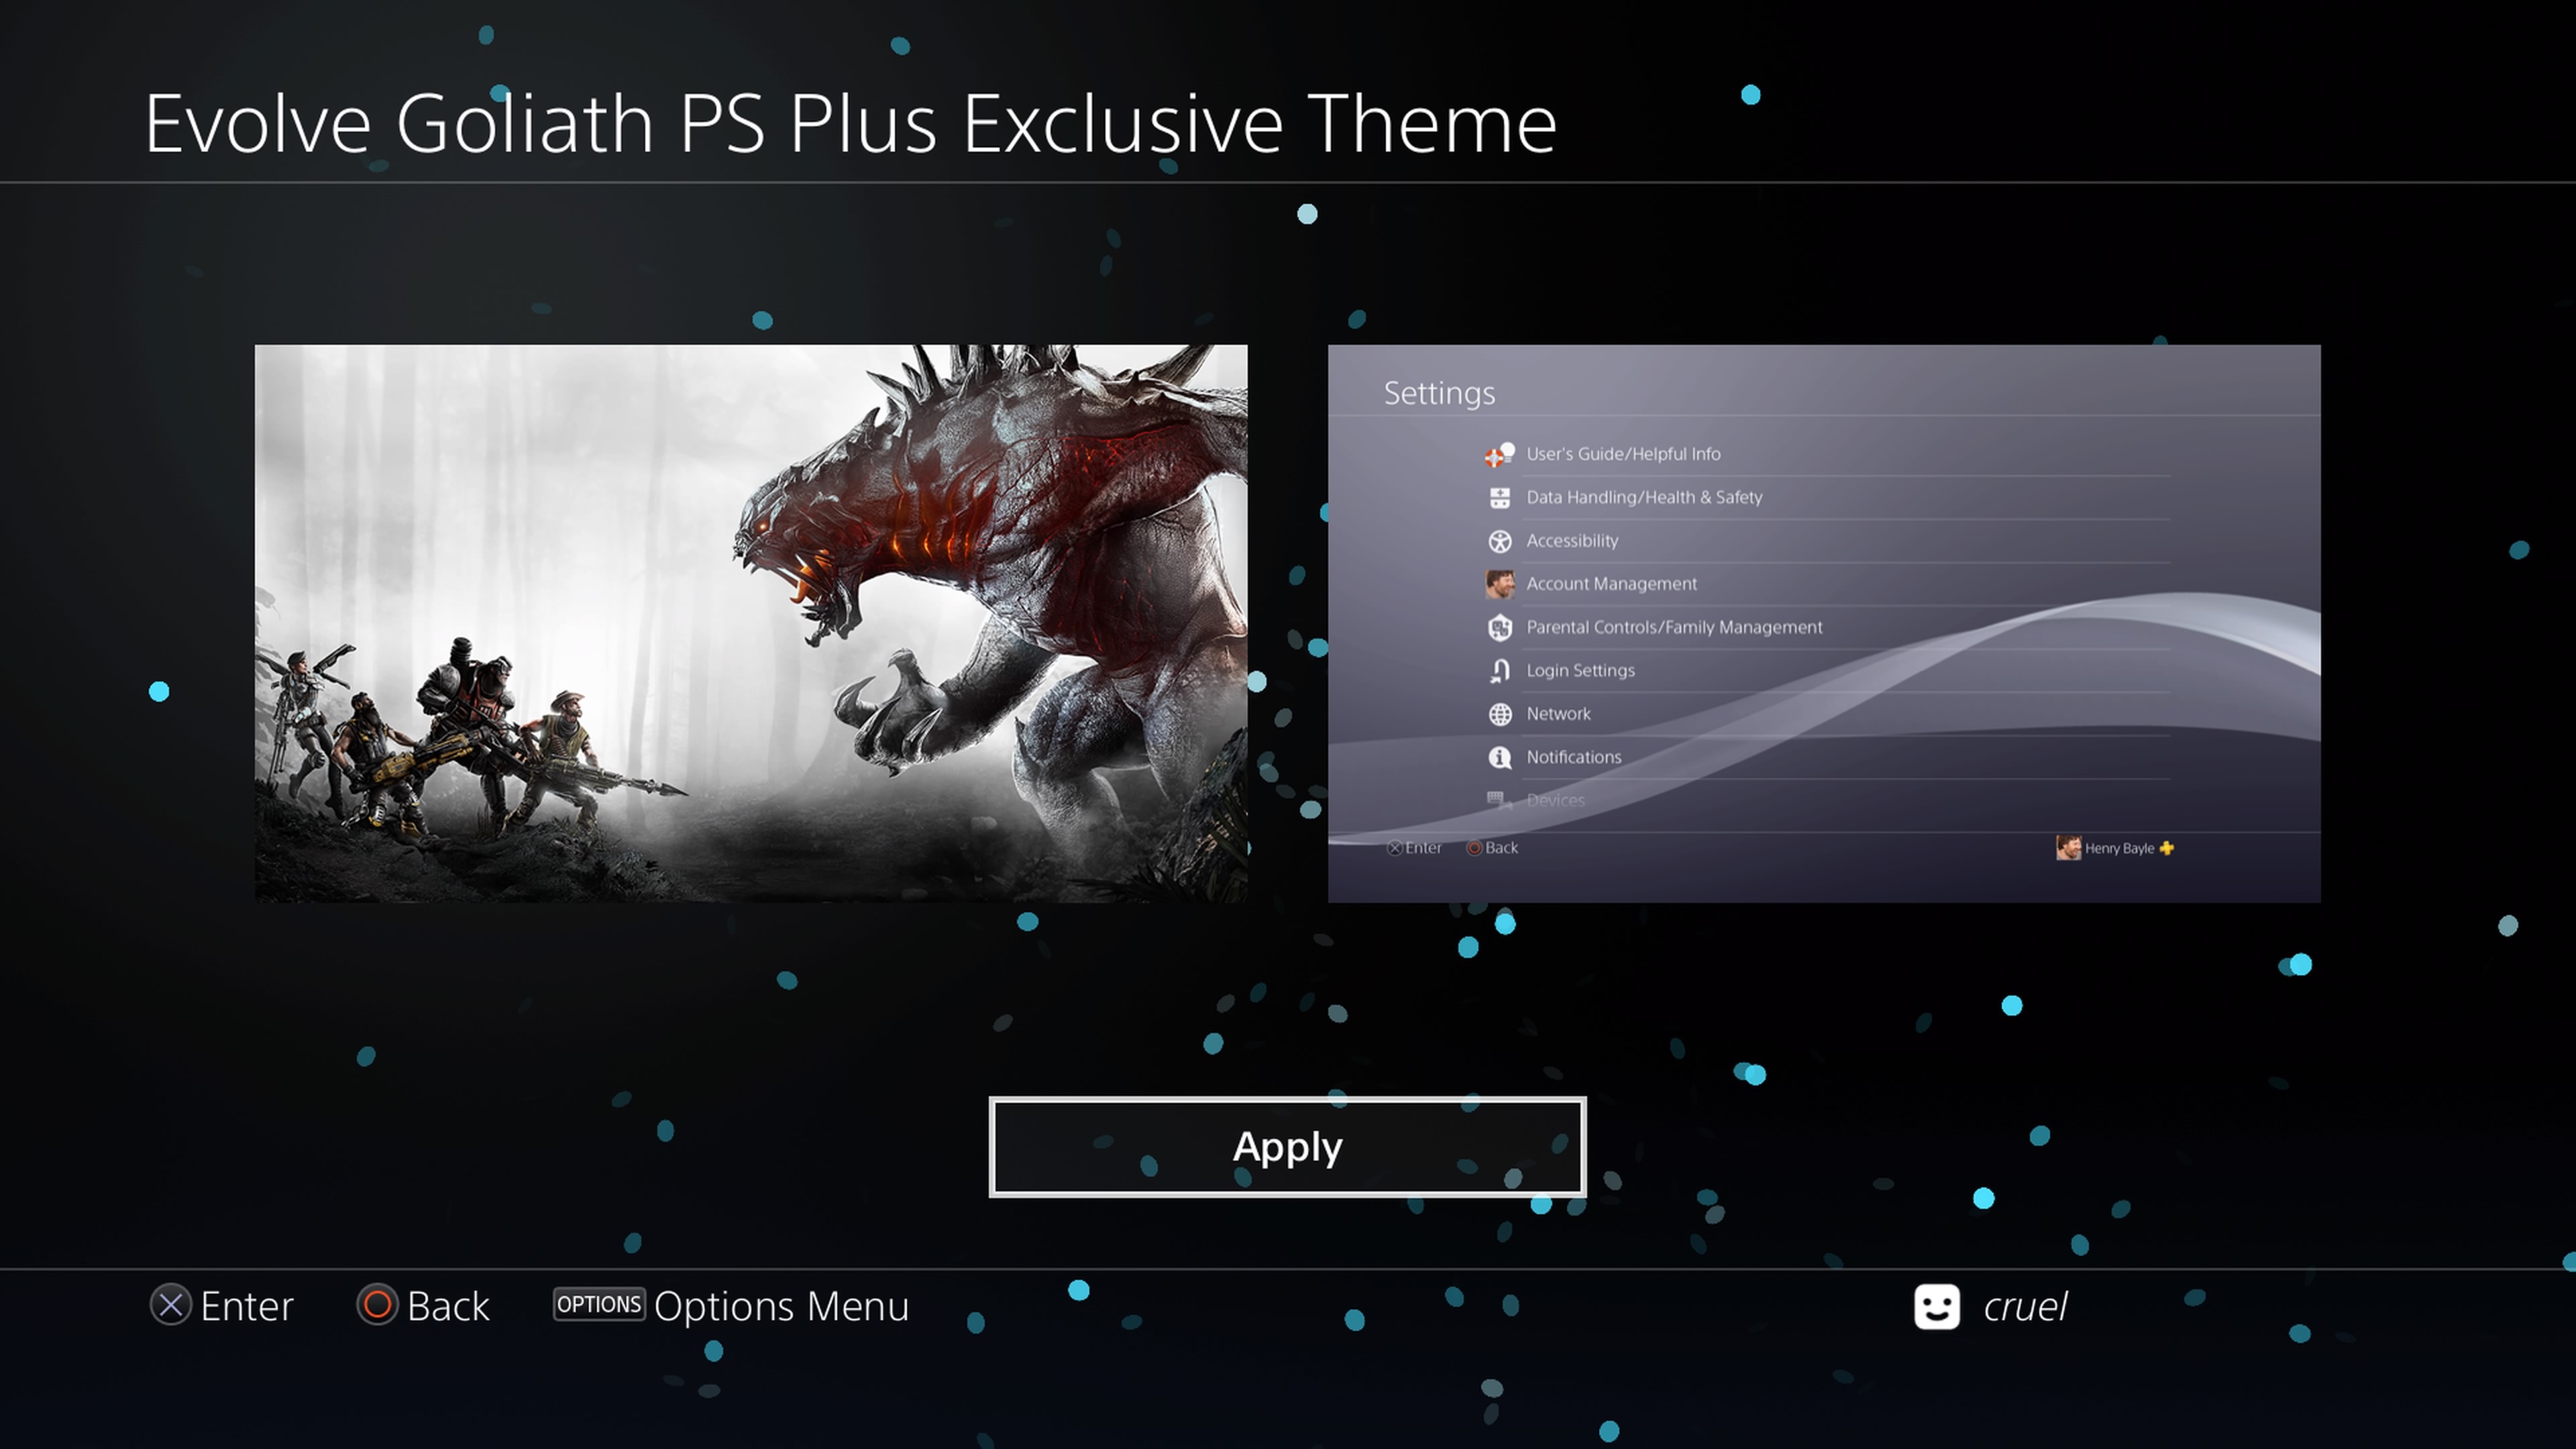 Evolve Goliath PS Plus Exclusive Theme
Settings
User's Guide/Helpful Info
Data Handling/Health & Safety
Accessibility
Account Management
Parental Controls/Family Management
Login Settings
Network
Notifications
Devices
Enter Back Henry Bayle
Apply
Enter Back OPTIONS Options Menu cruel